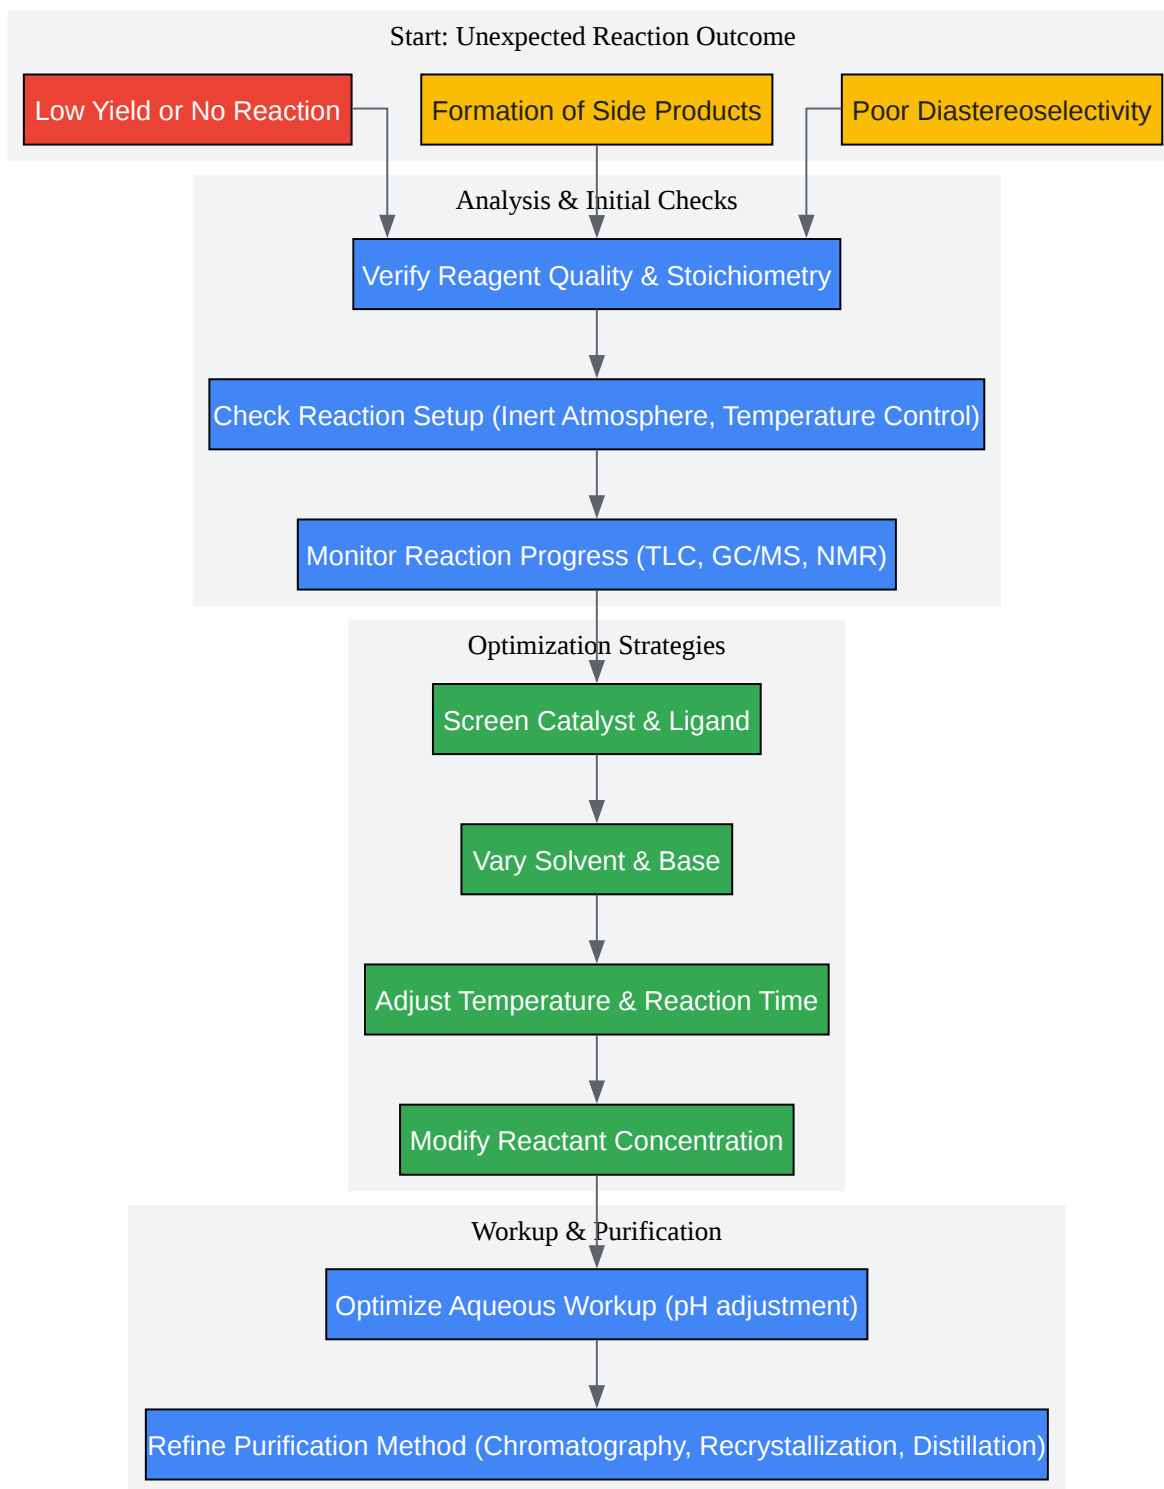 Start: Unexpected Reaction Outcome
Low Yield or No Reaction
Formation of Side Products
Poor Diastereoselectivity
Analysis & Initial Checks
Verify Reagent Quality & Stoichiometry
Check Reaction Setup (Inert Atmosphere, Temperature Control)
Monitor Reaction Progress (TLC, GC/MS, NMR)
Optimization Strategies
Screen Catalyst & Ligand
Vary Solvent & Base
Adjust Temperature & Reaction Time
Modify Reactant Concentration
Workup & Purification
Optimize Aqueous Workup (pH adjustment)
Refine Purification Method (Chromatography, Recrystallization, Distillation)